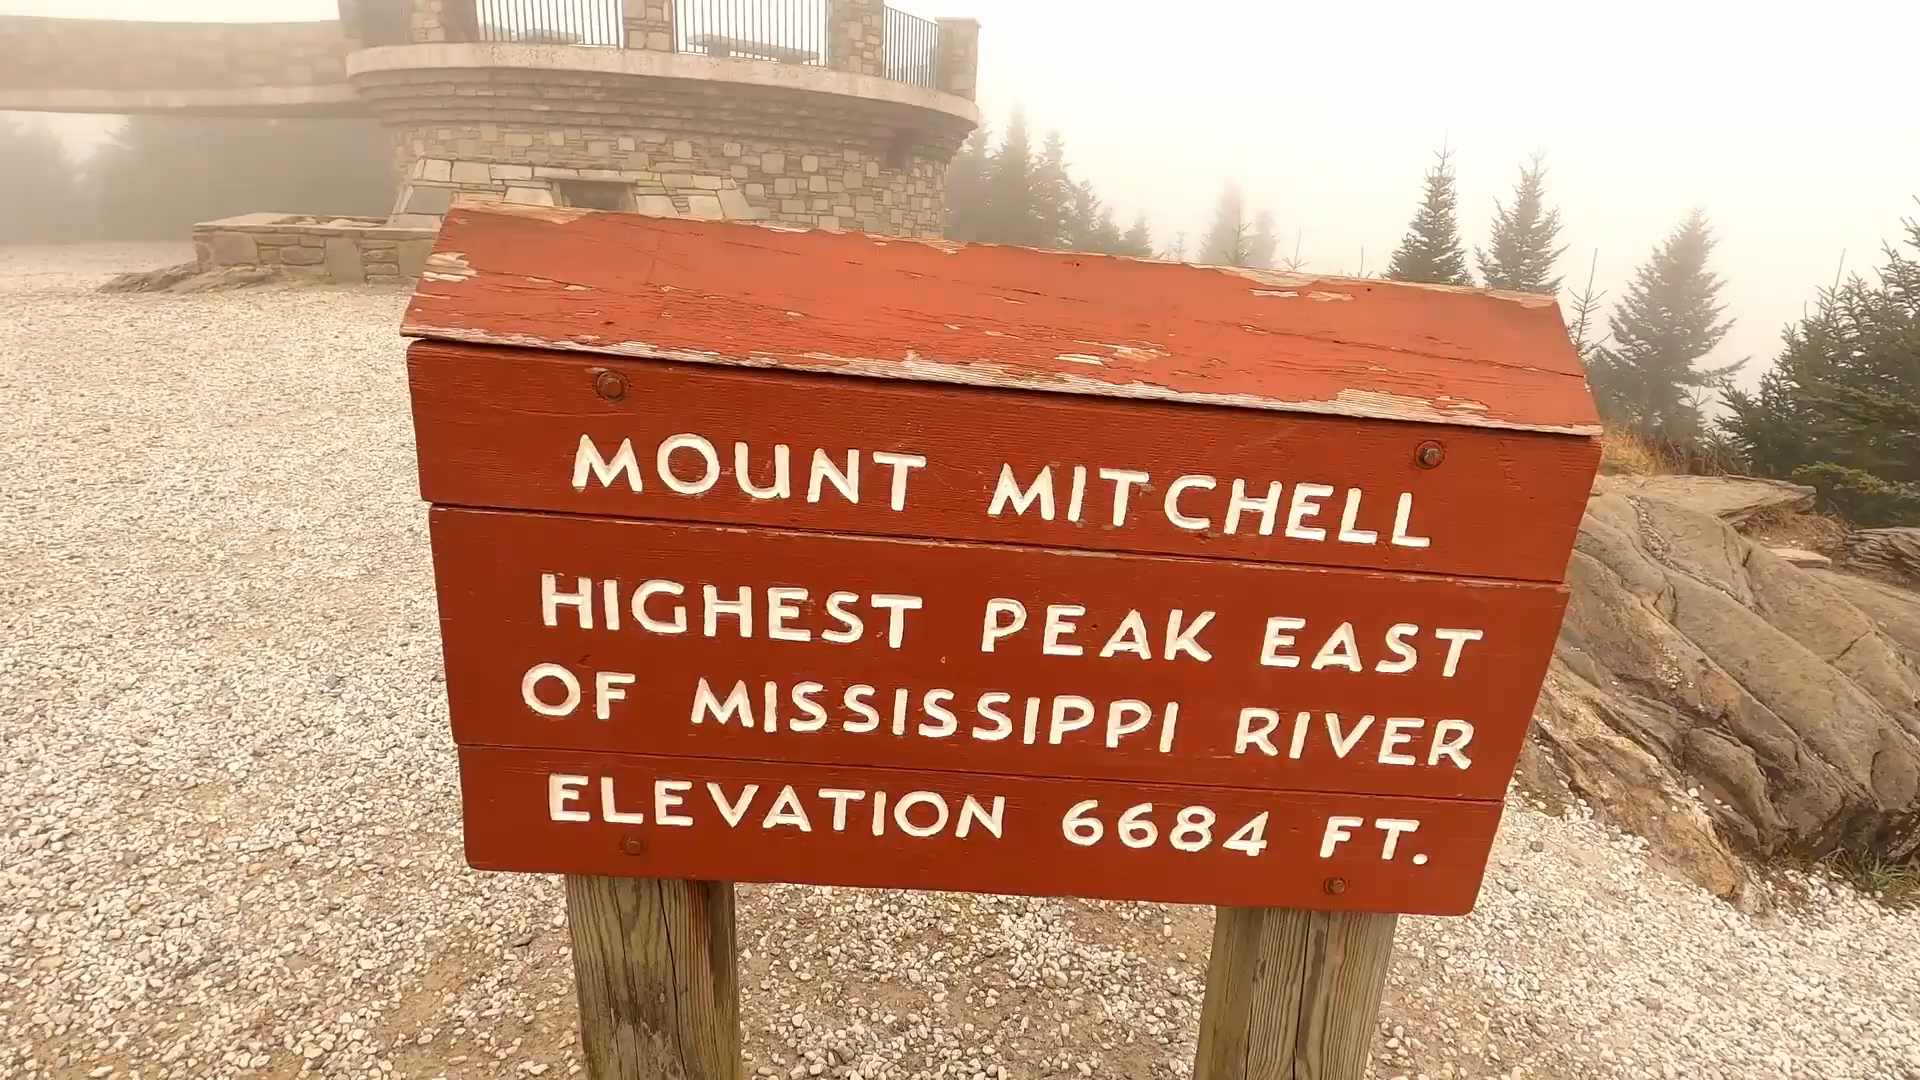 MOUNT MITCHELL
HIGHEST PEAK EAST
OF MISSISSIPPI RIVER
ELEVATION 6684 FT.